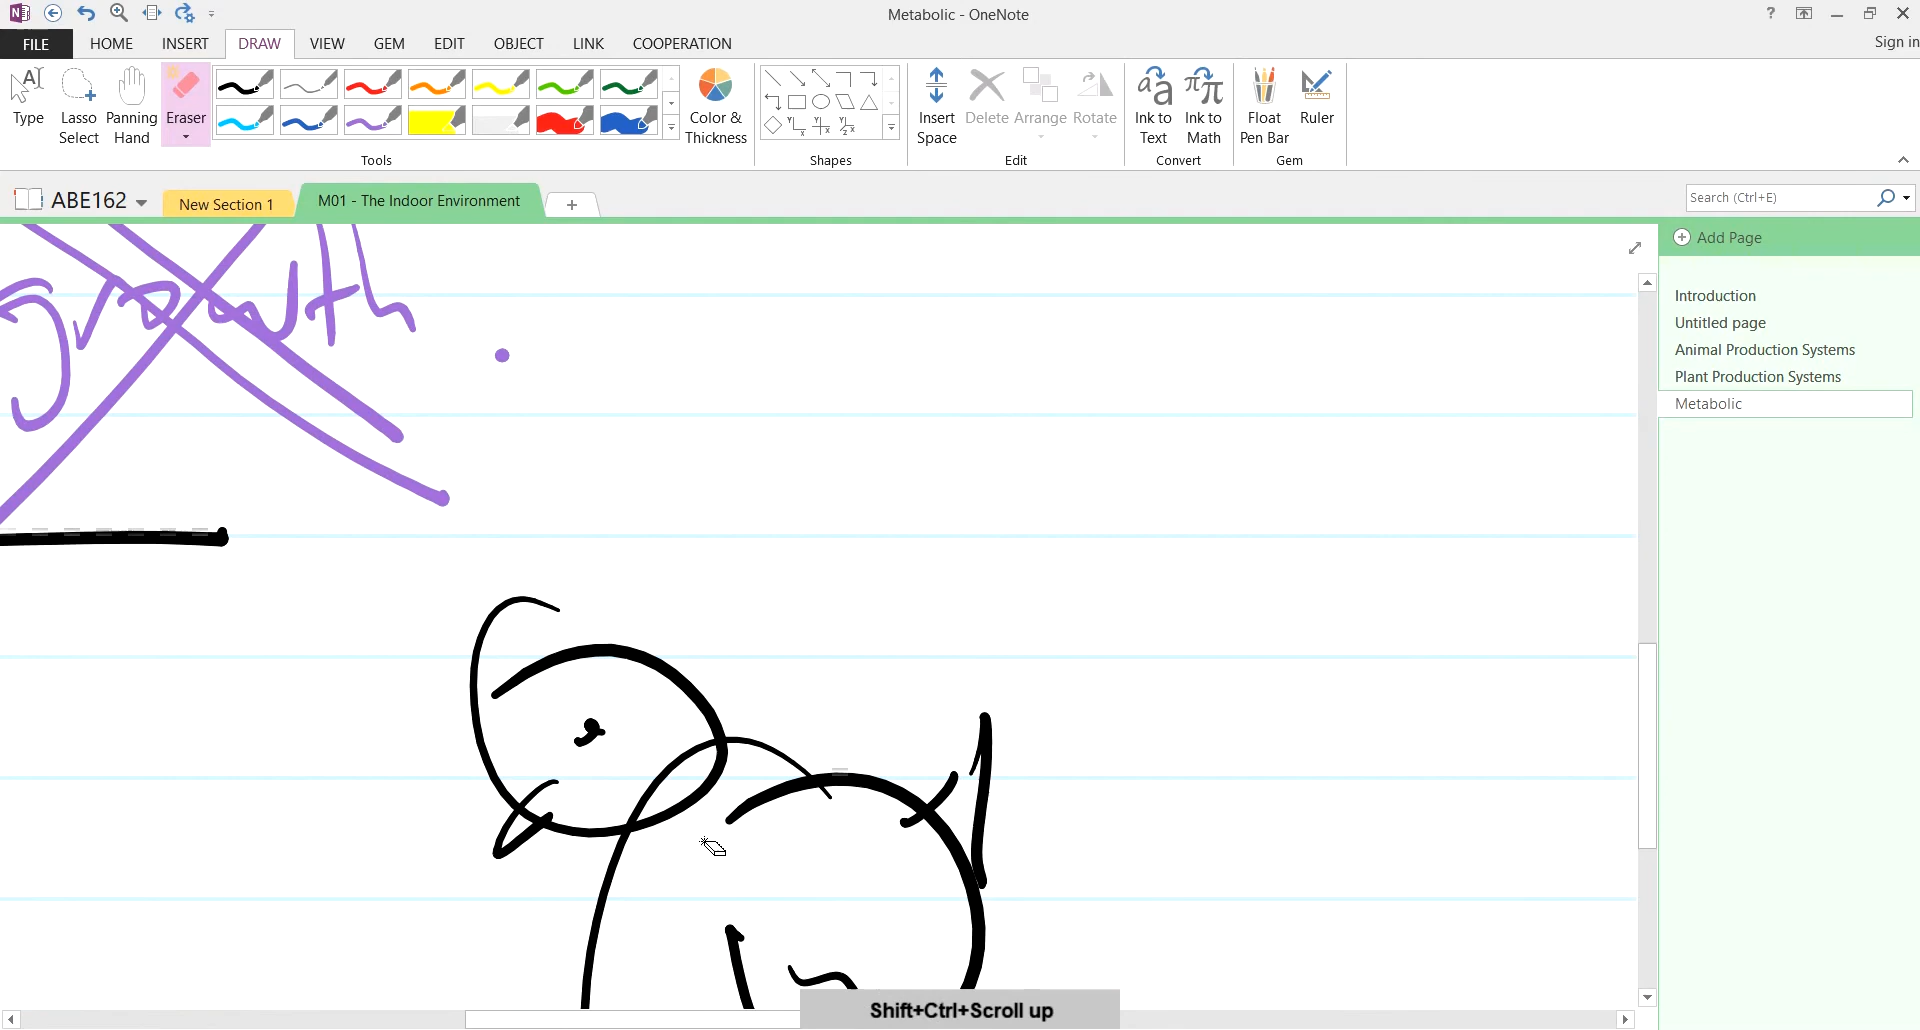 Metabolic - OneNote
?
Sign in
FILE HOME INSERT DRAW VIEW GEM EDIT OBJECT LINK COOPERATION
Type
Lasso Select
Panning Hand
Eraser
Color & Thickness
Insert Space
Delete
Arrange
Rotate
Ink to Text
Ink to Math
Float Pen Bar
Ruler
Tools
Shapes
Edit
Convert
Gem
ABE162
New Section 1
M01 - The Indoor Environment
Search (Ctrl+E)
Add Page
Introduction
Untitled page
Animal Production Systems
Plant Production Systems
Metabolic
growth
Shift+Ctrl+Scroll up